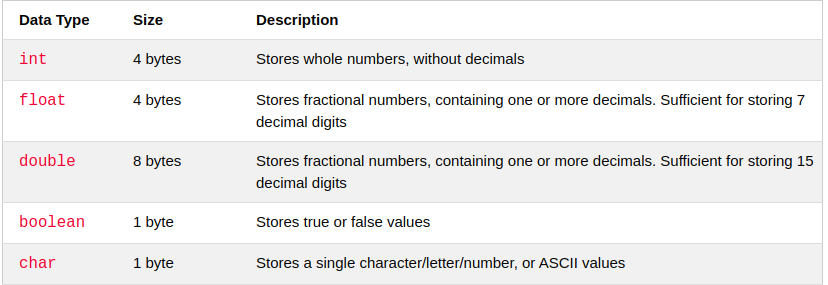 Data Type Size Description
int 4 bytes Stores whole numbers, without decimals
float 4 bytes Stores fractional numbers, containing one or more decimals. Sufficient for storing 7
decimal digits
double 8 bytes Stores fractional numbers, containing one or more decimals. Sufficient for storing 15
decimal digits
boolean 1 byte Stores true or false values
char 1 byte Stores a single character/letter/number, or ASCII values